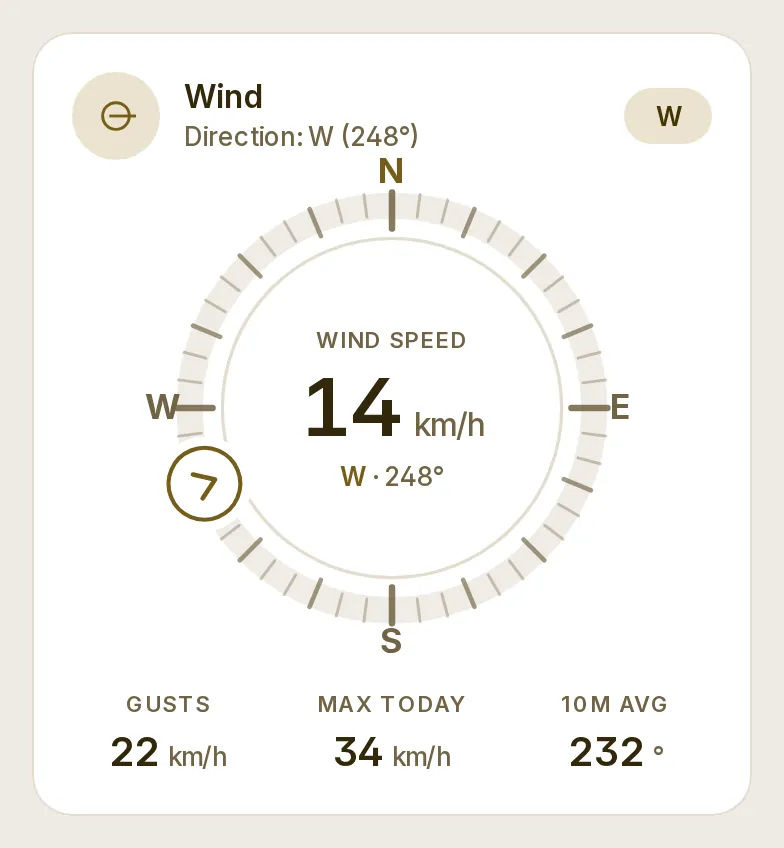 Wind
Direction: W (248°)
W
N
W
E
S
WIND SPEED
14 km/h
W · 248°
GUSTS
22 km/h
MAX TODAY
34 km/h
10M AVG
232 °